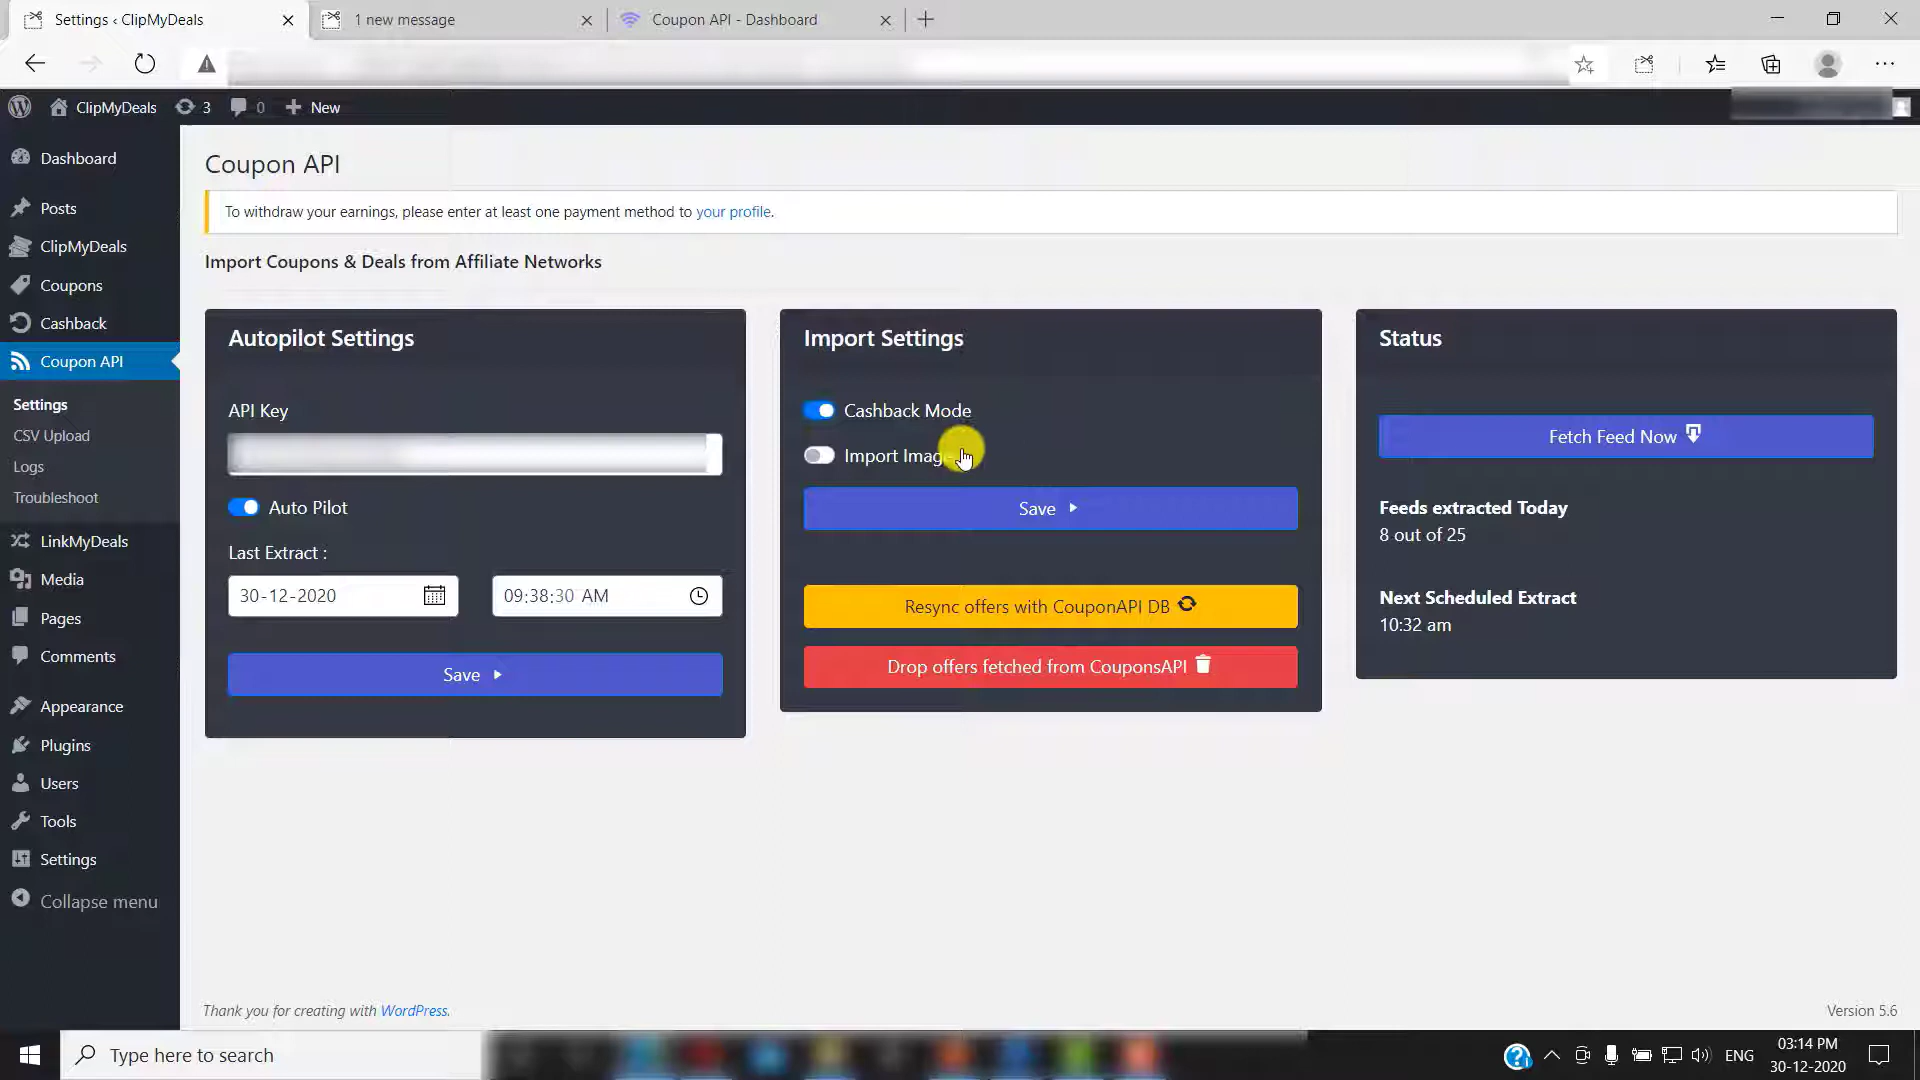 Settings ‹ ClipMyDeals
1 new message
Coupon API - Dashboard
ClipMyDeals
3
0
New
Dashboard
Posts
ClipMyDeals
Coupons
Cashback
Coupon API
Settings
CSV Upload
Logs
Troubleshoot
LinkMyDeals
Media
Pages
Comments
Appearance
Plugins
Users
Tools
Settings
Collapse menu
Coupon API
To withdraw your earnings, please enter at least one payment method to your profile.
Import Coupons & Deals from Affiliate Networks
Autopilot Settings
API Key
Auto Pilot
Last Extract :
30-12-2020
09:38:30 AM
Save
Import Settings
Cashback Mode
Import
Save
Resync offers with CouponAPI DB
Drop offers fetched from CouponsAPI
Status
Fetch Feed Now
Feeds extracted Today
8 out of 25
Next Scheduled Extract
10:32 am
Thank you for creating with WordPress.
Version 5.6
Type here to search
ENG
03:14 PM
30-12-2020